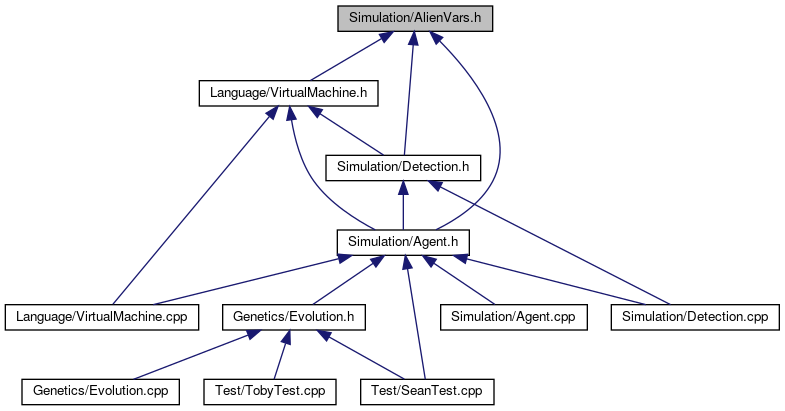 Simulation/AlienVars.h
Language/VirtualMachine.h
Simulation/Detection.h
Simulation/Agent.h
Language/VirtualMachine.cpp
Genetics/Evolution.h
Simulation/Agent.cpp
Simulation/Detection.cpp
Genetics/Evolution.cpp
Test/TobyTest.cpp
Test/SeanTest.cpp